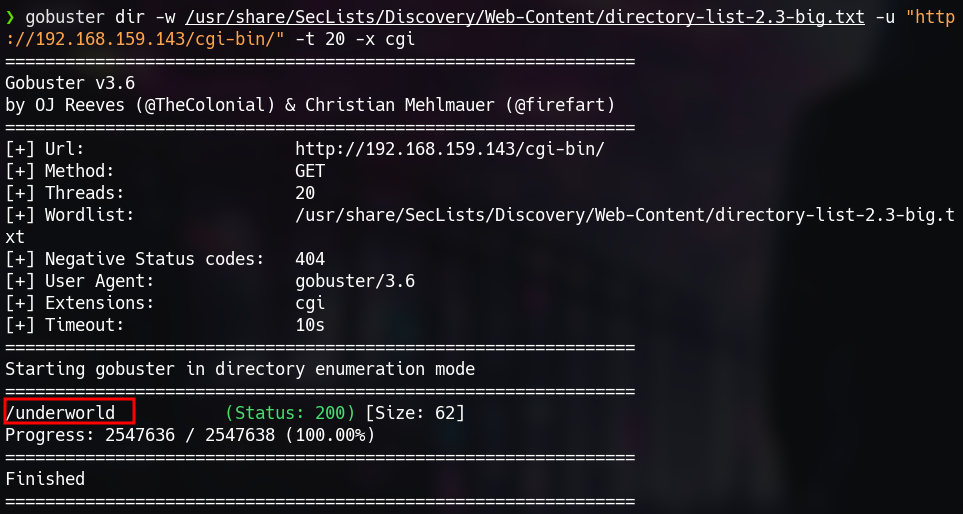 ❯ gobuster dir -w /usr/share/SecLists/Discovery/Web-Content/directory-list-2.3-big.txt -u "http
://192.168.159.143/cgi-bin/" -t 20 -x cgi
===============================================================
Gobuster v3.6
by OJ Reeves (@TheColonial) & Christian Mehlmauer (@firefart)
===============================================================
[+] Url:                     http://192.168.159.143/cgi-bin/
[+] Method:                  GET
[+] Threads:                 20
[+] Wordlist:                /usr/share/SecLists/Discovery/Web-Content/directory-list-2.3-big.t
xt
[+] Negative Status codes:   404
[+] User Agent:              gobuster/3.6
[+] Extensions:              cgi
[+] Timeout:                 10s
===============================================================
Starting gobuster in directory enumeration mode
===============================================================
/underworld           (Status: 200) [Size: 62]
Progress: 2547636 / 2547638 (100.00%)
===============================================================
Finished
===============================================================